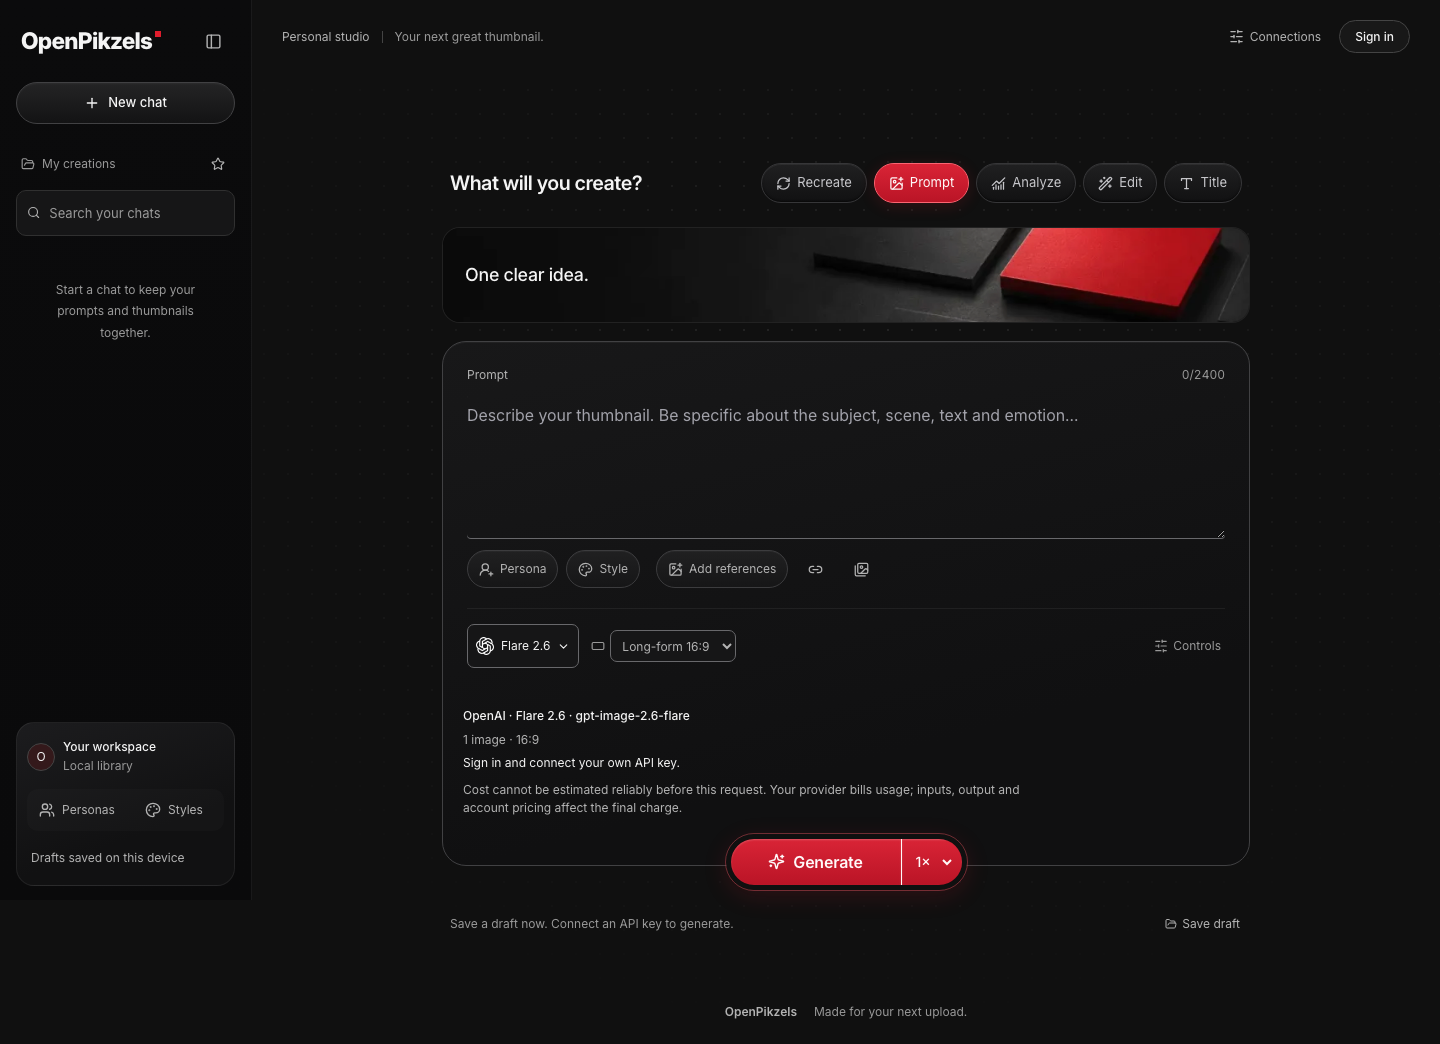 OpenPikzels
New chat
My creations
Search your chats
Start a chat to keep your
prompts and thumbnails
together.
Your workspace
O
Local library
Personas
Styles
Drafts saved on this device
Personal studio
Your next great thumbnail.
Connections
Sign in
What will you create?
Recreate
Prompt
Analyze
Edit
Title
One clear idea.
Prompt
0/2400
Describe your thumbnail. Be specific about the subject, scene, text and emotion...
Persona
Style
Add references
Flare 2.6
Long-form 16:9
Controls
OpenAI · Flare 2.6 · gpt-image-2.6-flare
1 image · 16:9
Sign in and connect your own API key.
Cost cannot be estimated reliably before this request. Your provider bills usage; inputs, output and
account pricing affect the final charge.
Generate
1×
Save a draft now. Connect an API key to generate.
Save draft
OpenPikzels
Made for your next upload.